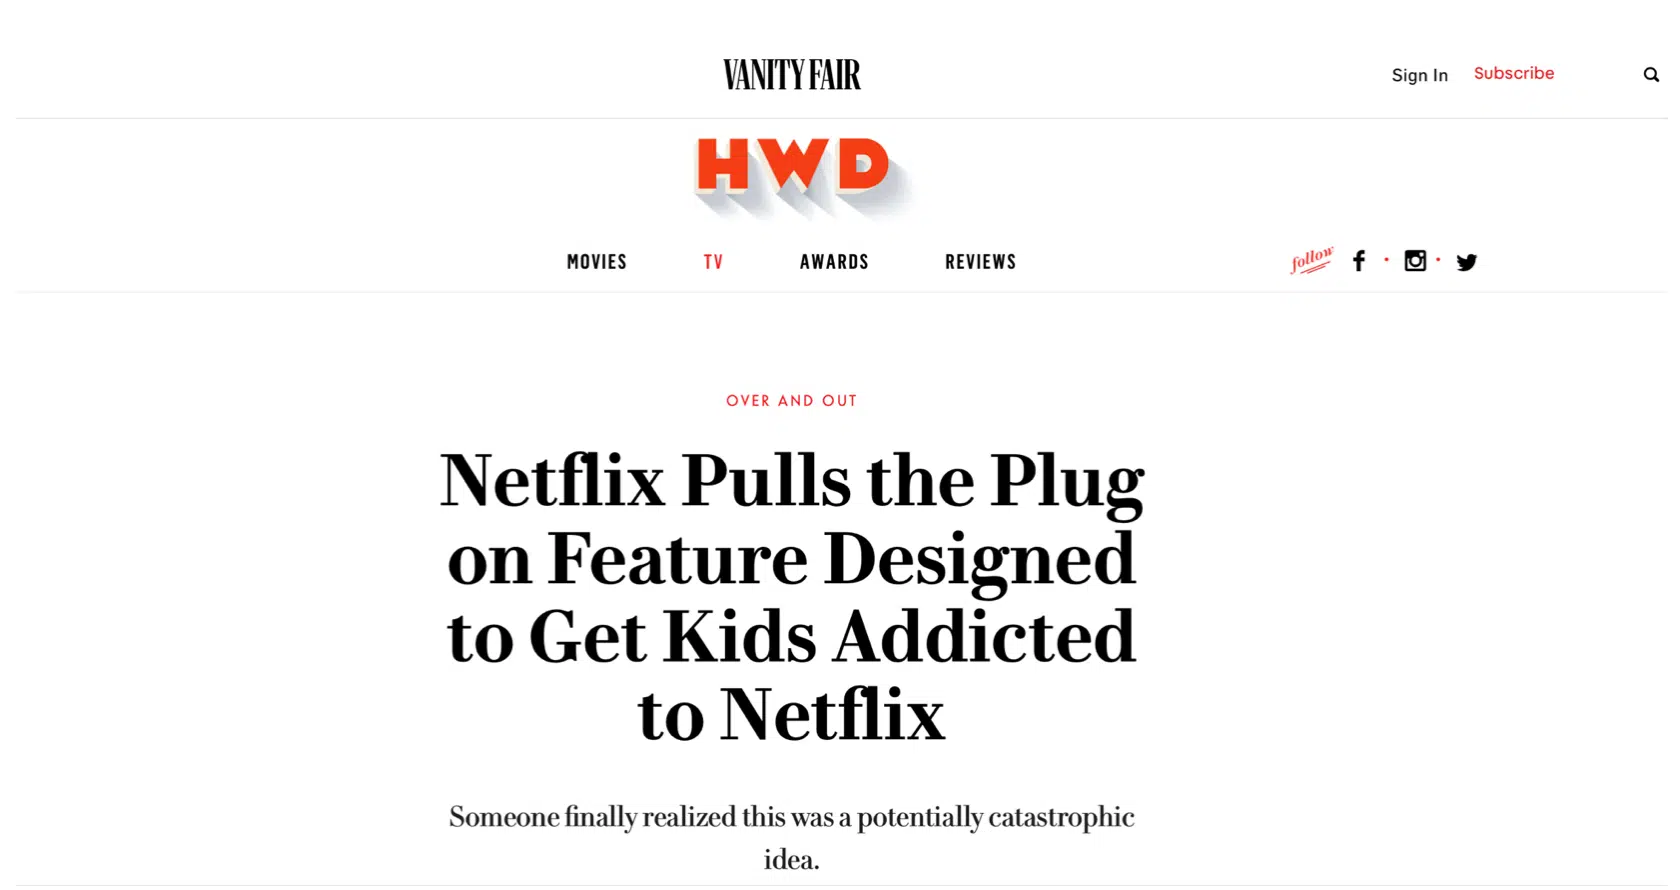 VANITY FAIR
Sign In Subscribe
HWD
MOVIES TV AWARDS REVIEWS follow
OVER AND OUT
Netflix Pulls the Plug
on Feature Designed
to Get Kids Addicted
to Netflix
Someone finally realized this was a potentially catastrophic
idea.